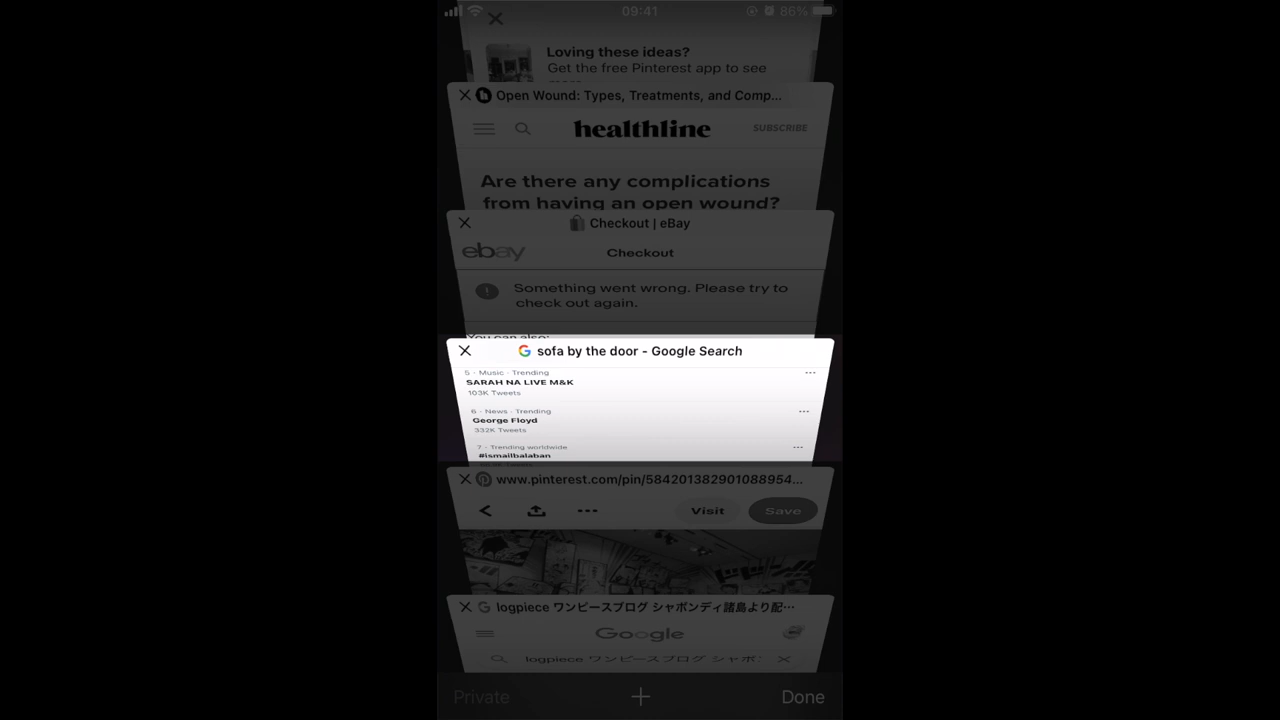 09:41
86%
Loving these ideas?
Get the free Pinterest app to see
Open Wound: Types, Treatments, and Comp...
healthline
SUBSCRIBE
Are there any complications
from having an open wound?
Checkout | eBay
ebay
Checkout
Something went wrong. Please try to
check out again.
You can also:
sofa by the door - Google Search
5 · Music · Trending
SARAH NA LIVE M&K
103K Tweets
6 · News · Trending
George Floyd
332K Tweets
7 · Trending worldwide
#ismailbalaban
www.pinterest.com/pin/584201382901088954...
Visit
Save
logpiece ワンピースブログ シャボンディ諸島より配…
Google
logpiece ワンピースブログ シャボ
Private
Done